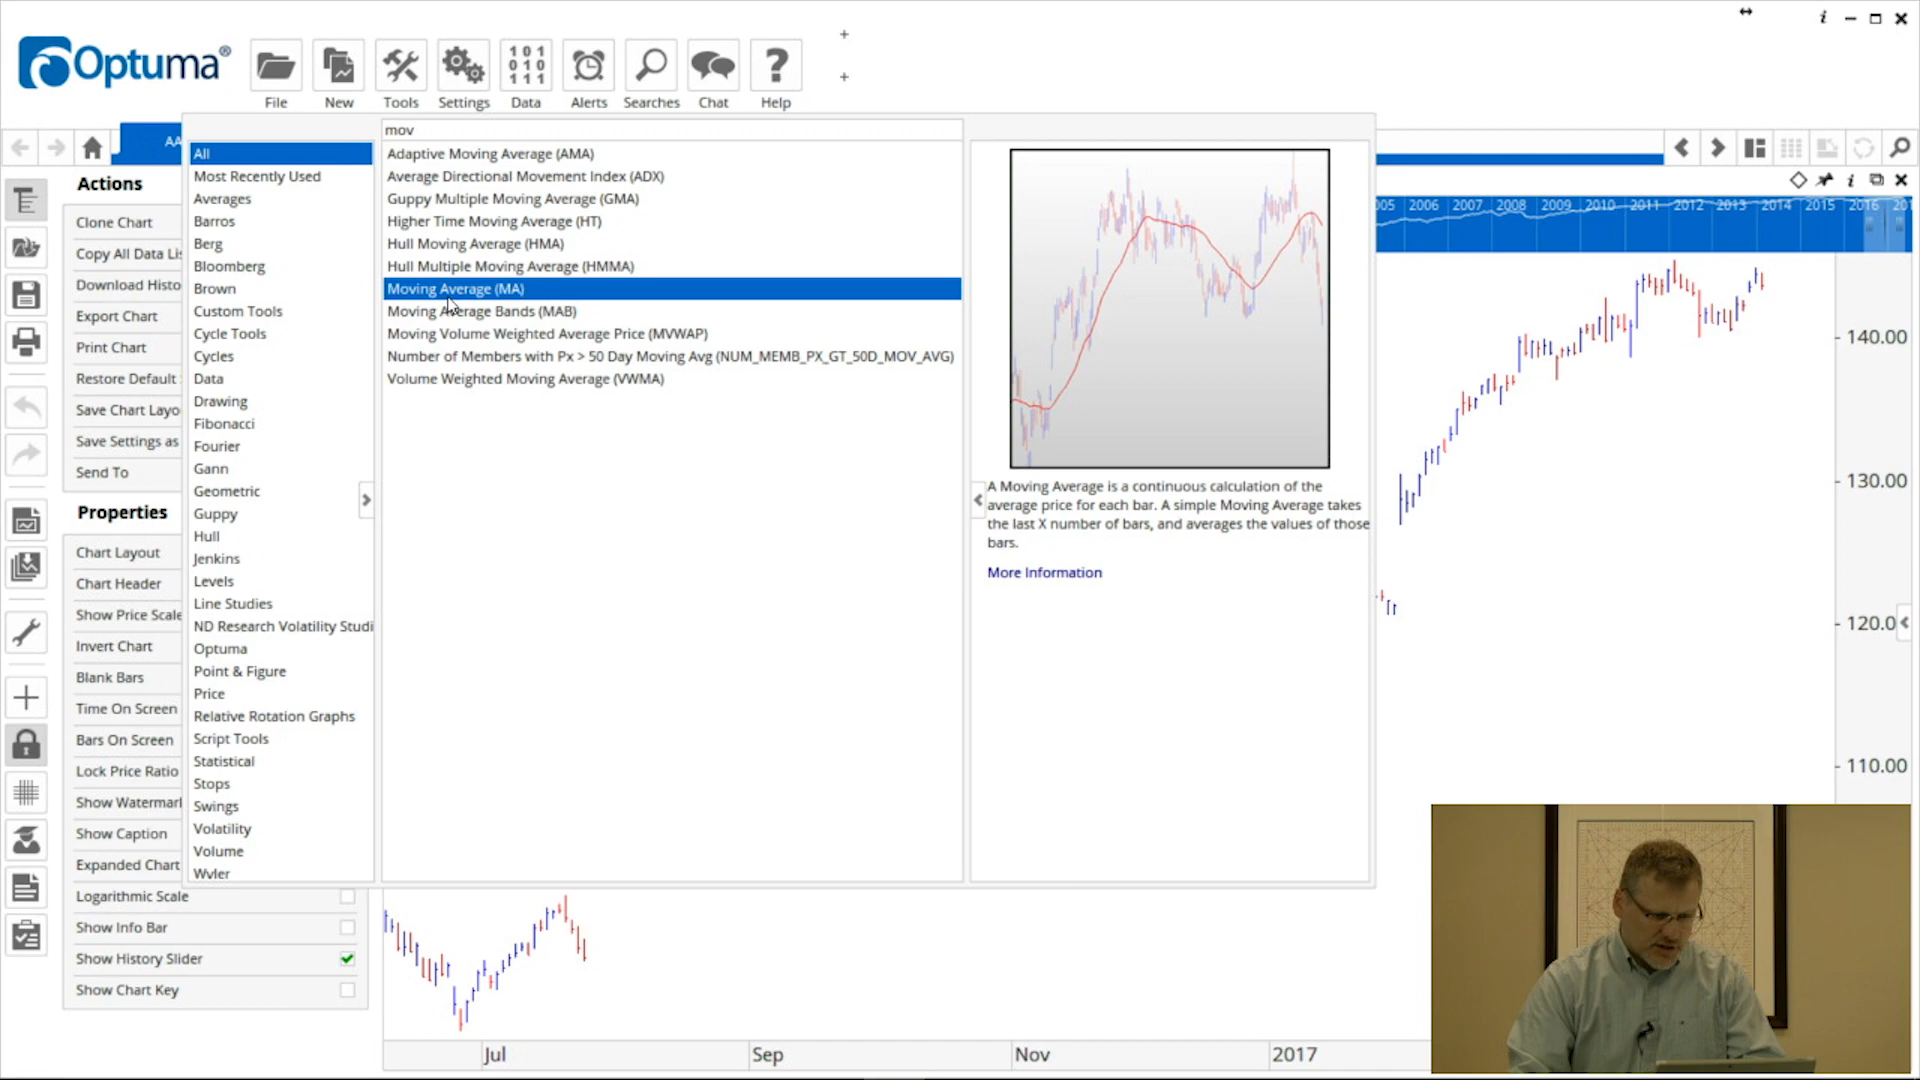 Optuma®
File
New
Tools
Settings
101
010
111
Data
Alerts
Searches
Chat
Help
mov
AA
All
Most Recently Used
Averages
Barros
Berg
Bloomberg
Brown
Custom Tools
Cycle Tools
Cycles
Data
Drawing
Fibonacci
Fourier
Gann
Geometric
Guppy
Hull
Jenkins
Levels
Line Studies
ND Research Volatility Studi
Optuma
Point & Figure
Price
Relative Rotation Graphs
Script Tools
Statistical
Stops
Swings
Volatility
Volume
Wyler
Adaptive Moving Average (AMA)
Average Directional Movement Index (ADX)
Guppy Multiple Moving Average (GMA)
Higher Time Moving Average (HT)
Hull Moving Average (HMA)
Hull Multiple Moving Average (HMMA)
Moving Average (MA)
Moving Average Bands (MAB)
Moving Volume Weighted Average Price (MVWAP)
Number of Members with Px > 50 Day Moving Avg (NUM_MEMB_PX_GT_50D_MOV_AVG)
Volume Weighted Moving Average (VWMA)
A Moving Average is a continuous calculation of the
average price for each bar. A simple Moving Average takes
the last X number of bars, and averages the values of those
bars.
More Information
Actions
Clone Chart
Copy All Data Lis
Download Histo
Export Chart
Print Chart
Restore Default
Save Chart Layo
Save Settings as
Send To
Properties
Chart Layout
Chart Header
Show Price Scale
Invert Chart
Blank Bars
Time On Screen
Bars On Screen
Lock Price Ratio
Show Watermar
Show Caption
Expanded Chart
Logarithmic Scale
Show Info Bar
Show History Slider
Show Chart Key
005 2006 2007 2008 2009 2010 2011 2012 2013 2014 2015 2016 201
140.00
130.00
120.0
110.00
Jul Sep Nov 2017